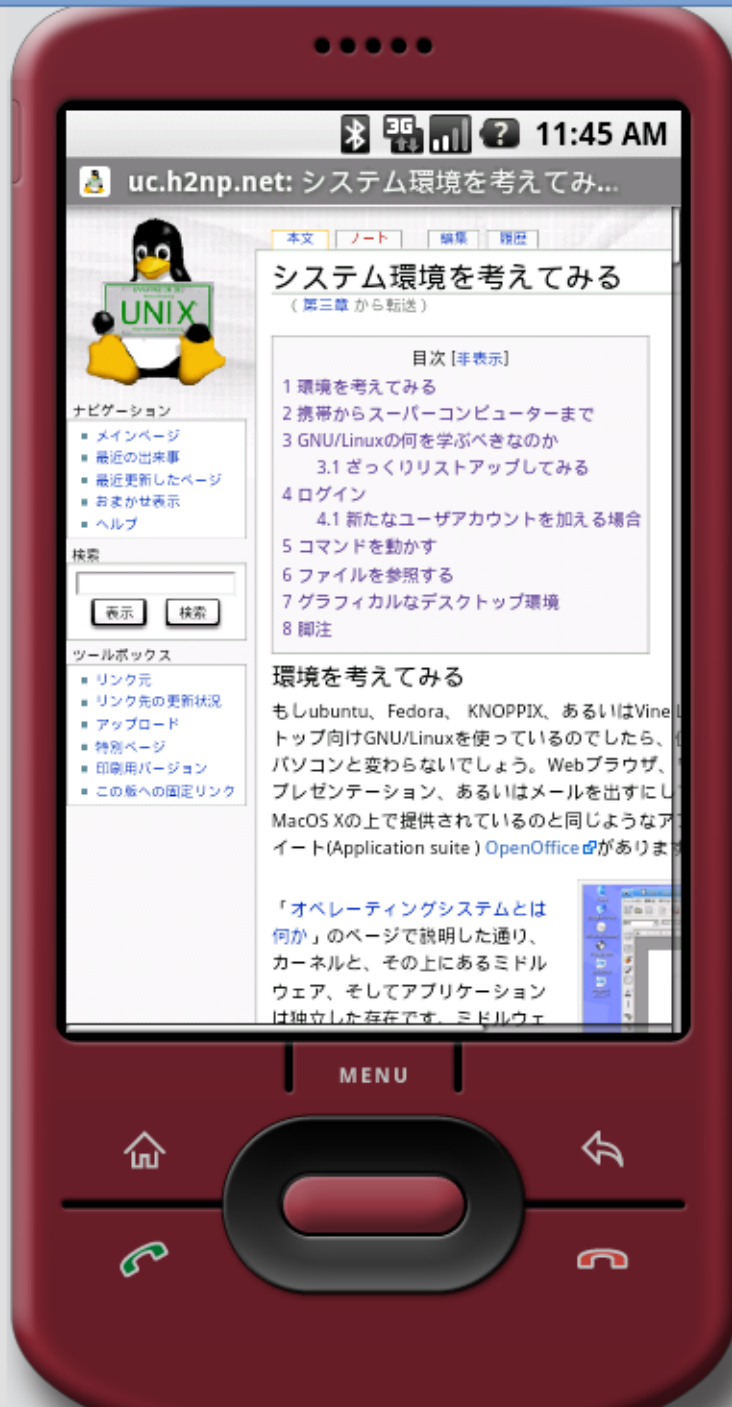 3G
11:45 AM
uc.h2np.net: システム環境を考えてみ...
UNIX
ナビゲーション
メインページ
最近の出来事
最近更新したページ
おまかせ表示
ヘルプ
検索
表示 検索
ツールボックス
リンク元
リンク先の更新状況
アップロード
特別ページ
印刷用バージョン
この版への固定リンク
本文 ノート 編集 履歴
システム環境を考えてみる
( 第三章 から転送 )
目次 [非表示]
1 環境を考えてみる
2 携帯からスーパーコンピューターまで
3 GNU/Linuxの何を学ぶべきなのか
3.1 ざっくりリストアップしてみる
4 ログイン
4.1 新たなユーザアカウントを加える場合
5 コマンドを動かす
6 ファイルを参照する
7 グラフィカルなデスクトップ環境
8 脚注
環境を考えてみる
もしubuntu、Fedora、 KNOPPIX、あるいはVine
トップ向けGNU/Linuxを使っているのでしたら、
パソコンと変わらないでしょう。Webブラウザ、
プレゼンテーション、あるいはメールを出すにし
MacOS Xの上で提供されているのと同じようなア
イート(Application suite ) OpenOfficeがありま
「オペレーティングシステムとは
何か」のページで説明した通り、
カーネルと、その上にあるミドル
ウェア、そしてアプリケーション
は独立した存在です。ミドルウェ
MENU